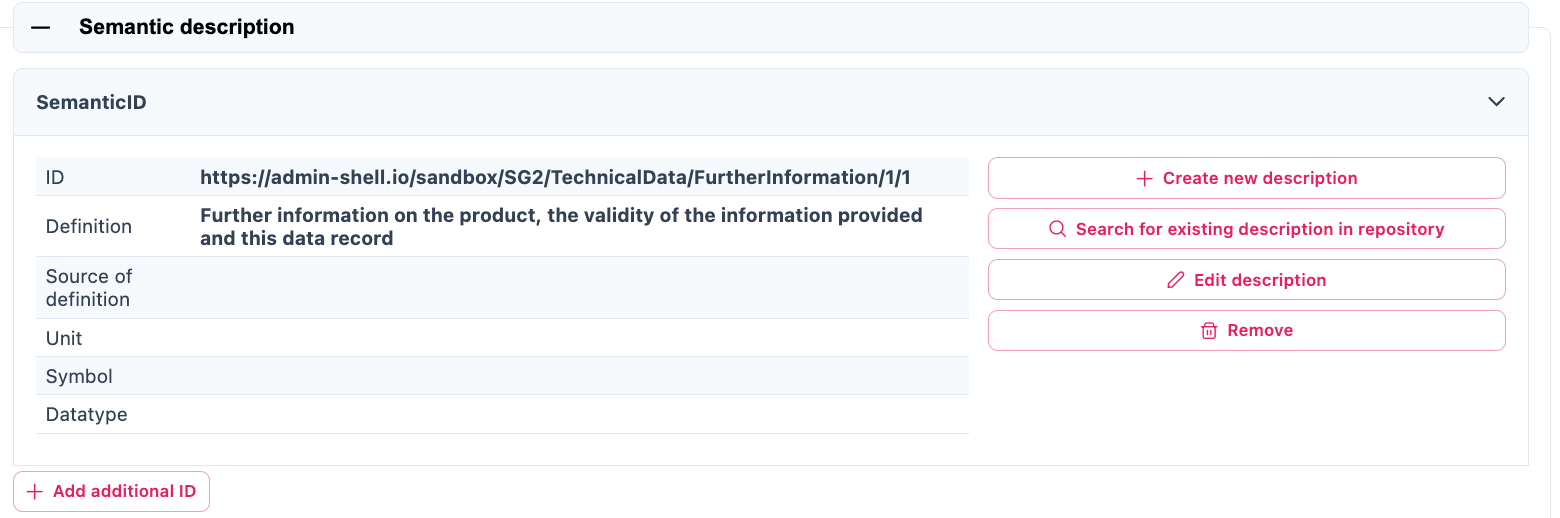 Semantic description
SemanticID
ID https://admin-shell.io/sandbox/SG2/TechnicalData/FurtherInformation/1/1
Definition Further information on the product, the validity of the information provided
and this data record
Source of
definition
Unit
Symbol
Datatype
Create new description
Search for existing description in repository
Edit description
Remove
Add additional ID